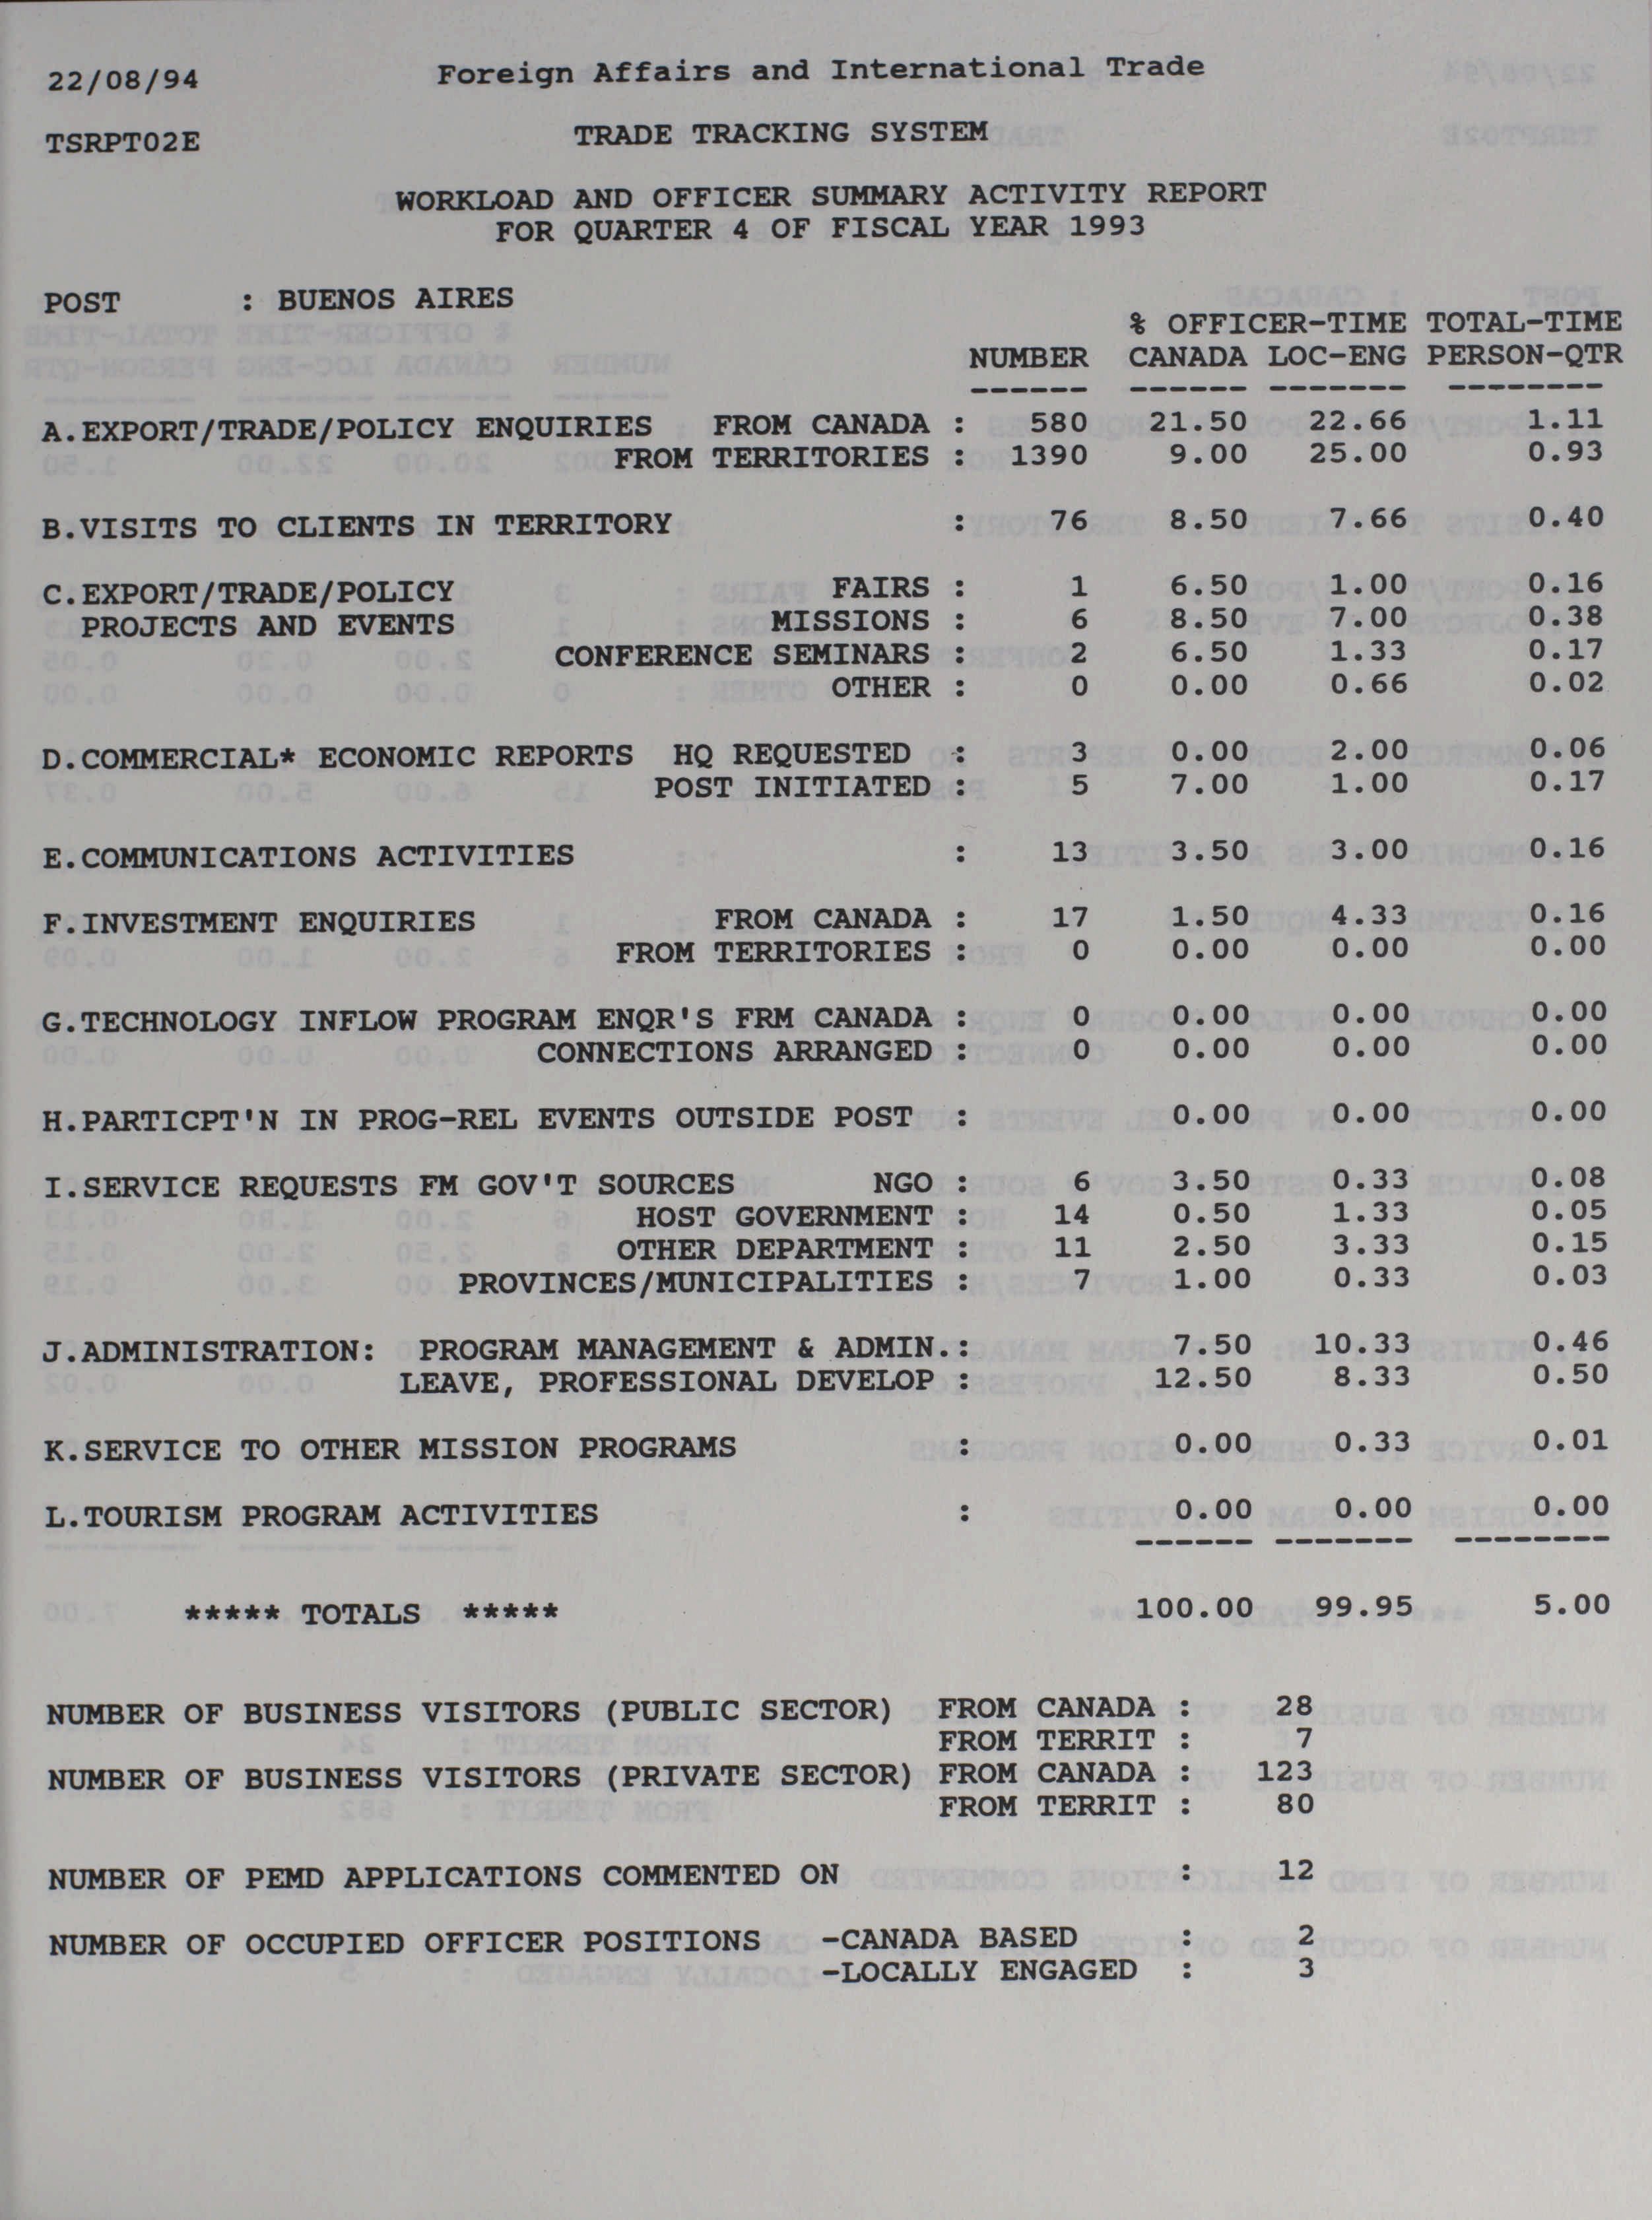 22/08/94 Foreign Affairs and International Trade
TSRPT02E TRADE TRACKING SYSTEM
WORKLOAD AND OFFICER SUMMARY ACTIVITY REPORT
FOR QUARTER 4 OF FISCAL YEAR 1993
POST : BUENOS AIRES
% OFFICER-TIME TOTAL-TIME
NUMBER CANADA LOC-ENG PERSON-QTR
------ ------ ------- --------
A.EXPORT/TRADE/POLICY ENQUIRIES FROM CANADA : 580 21.50 22.66 1.11
FROM TERRITORIES : 1390 9.00 25.00 0.93
B.VISITS TO CLIENTS IN TERRITORY : 76 8.50 7.66 0.40
C.EXPORT/TRADE/POLICY FAIRS : 1 6.50 1.00 0.16
PROJECTS AND EVENTS MISSIONS : 6 8.50 7.00 0.38
CONFERENCE SEMINARS : 2 6.50 1.33 0.17
OTHER : 0 0.00 0.66 0.02
D.COMMERCIAL* ECONOMIC REPORTS HQ REQUESTED : 3 0.00 2.00 0.06
POST INITIATED : 5 7.00 1.00 0.17
E.COMMUNICATIONS ACTIVITIES : 13 3.50 3.00 0.16
F.INVESTMENT ENQUIRIES FROM CANADA : 17 1.50 4.33 0.16
FROM TERRITORIES : 0 0.00 0.00 0.00
G.TECHNOLOGY INFLOW PROGRAM ENQR'S FRM CANADA : 0 0.00 0.00 0.00
CONNECTIONS ARRANGED : 0 0.00 0.00 0.00
H.PARTICPT'N IN PROG-REL EVENTS OUTSIDE POST : 0.00 0.00 0.00
I.SERVICE REQUESTS FM GOV'T SOURCES NGO : 6 3.50 0.33 0.08
HOST GOVERNMENT : 14 0.50 1.33 0.05
OTHER DEPARTMENT : 11 2.50 3.33 0.15
PROVINCES/MUNICIPALITIES : 7 1.00 0.33 0.03
J.ADMINISTRATION: PROGRAM MANAGEMENT & ADMIN.: 7.50 10.33 0.46
LEAVE, PROFESSIONAL DEVELOP : 12.50 8.33 0.50
K.SERVICE TO OTHER MISSION PROGRAMS : 0.00 0.33 0.01
L.TOURISM PROGRAM ACTIVITIES : 0.00 0.00 0.00
------ ------- --------
***** TOTALS ***** 100.00 99.95 5.00
NUMBER OF BUSINESS VISITORS (PUBLIC SECTOR) FROM CANADA : 28
FROM TERRIT : 7
NUMBER OF BUSINESS VISITORS (PRIVATE SECTOR) FROM CANADA : 123
FROM TERRIT : 80
NUMBER OF PEMD APPLICATIONS COMMENTED ON : 12
NUMBER OF OCCUPIED OFFICER POSITIONS -CANADA BASED : 2
-LOCALLY ENGAGED : 3